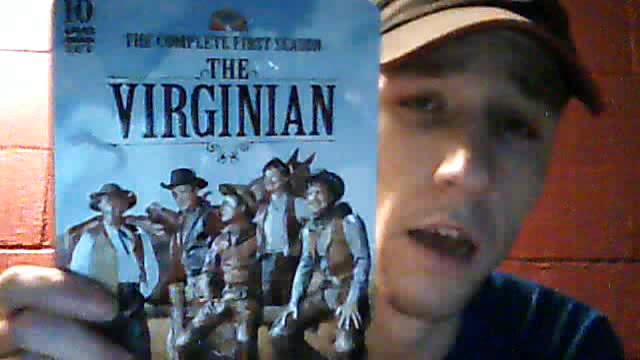 10
THE COMPLETE FIRST SEASON
THE
VIRGINIAN